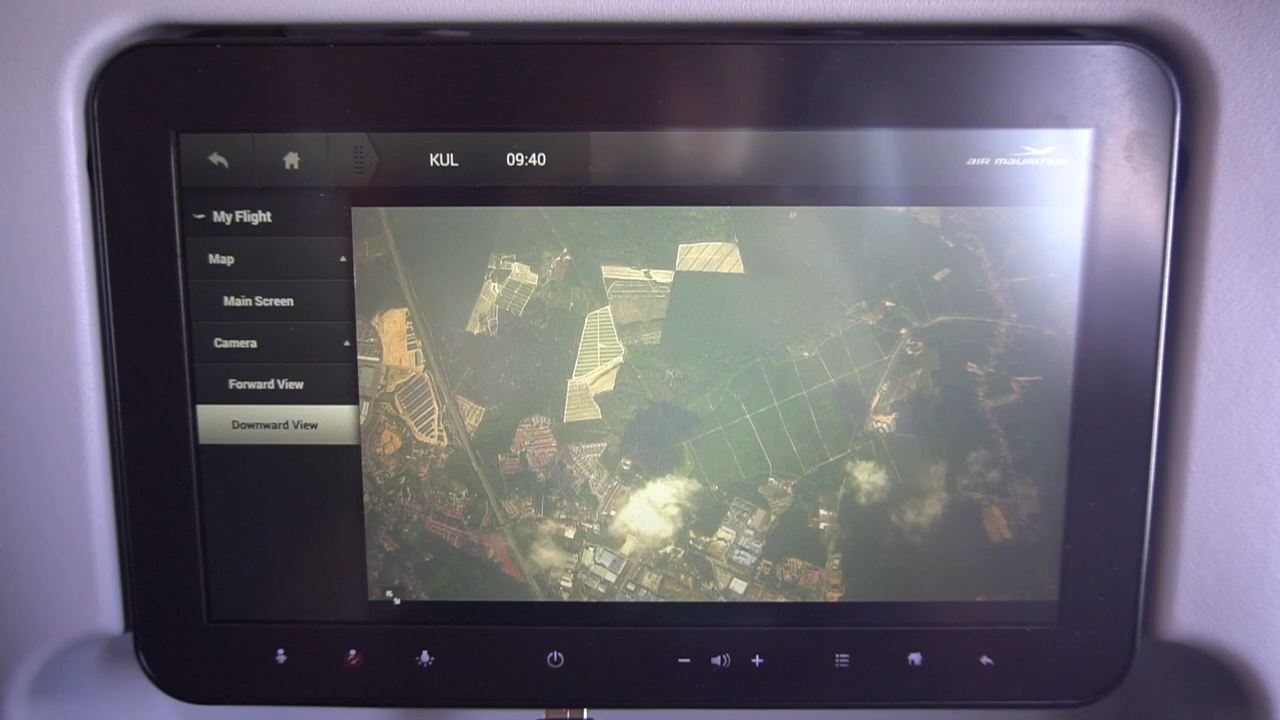 KUL 09:40
AIR MAURITIUS
My Flight
Map
Main Screen
Camera
Forward View
Downward View